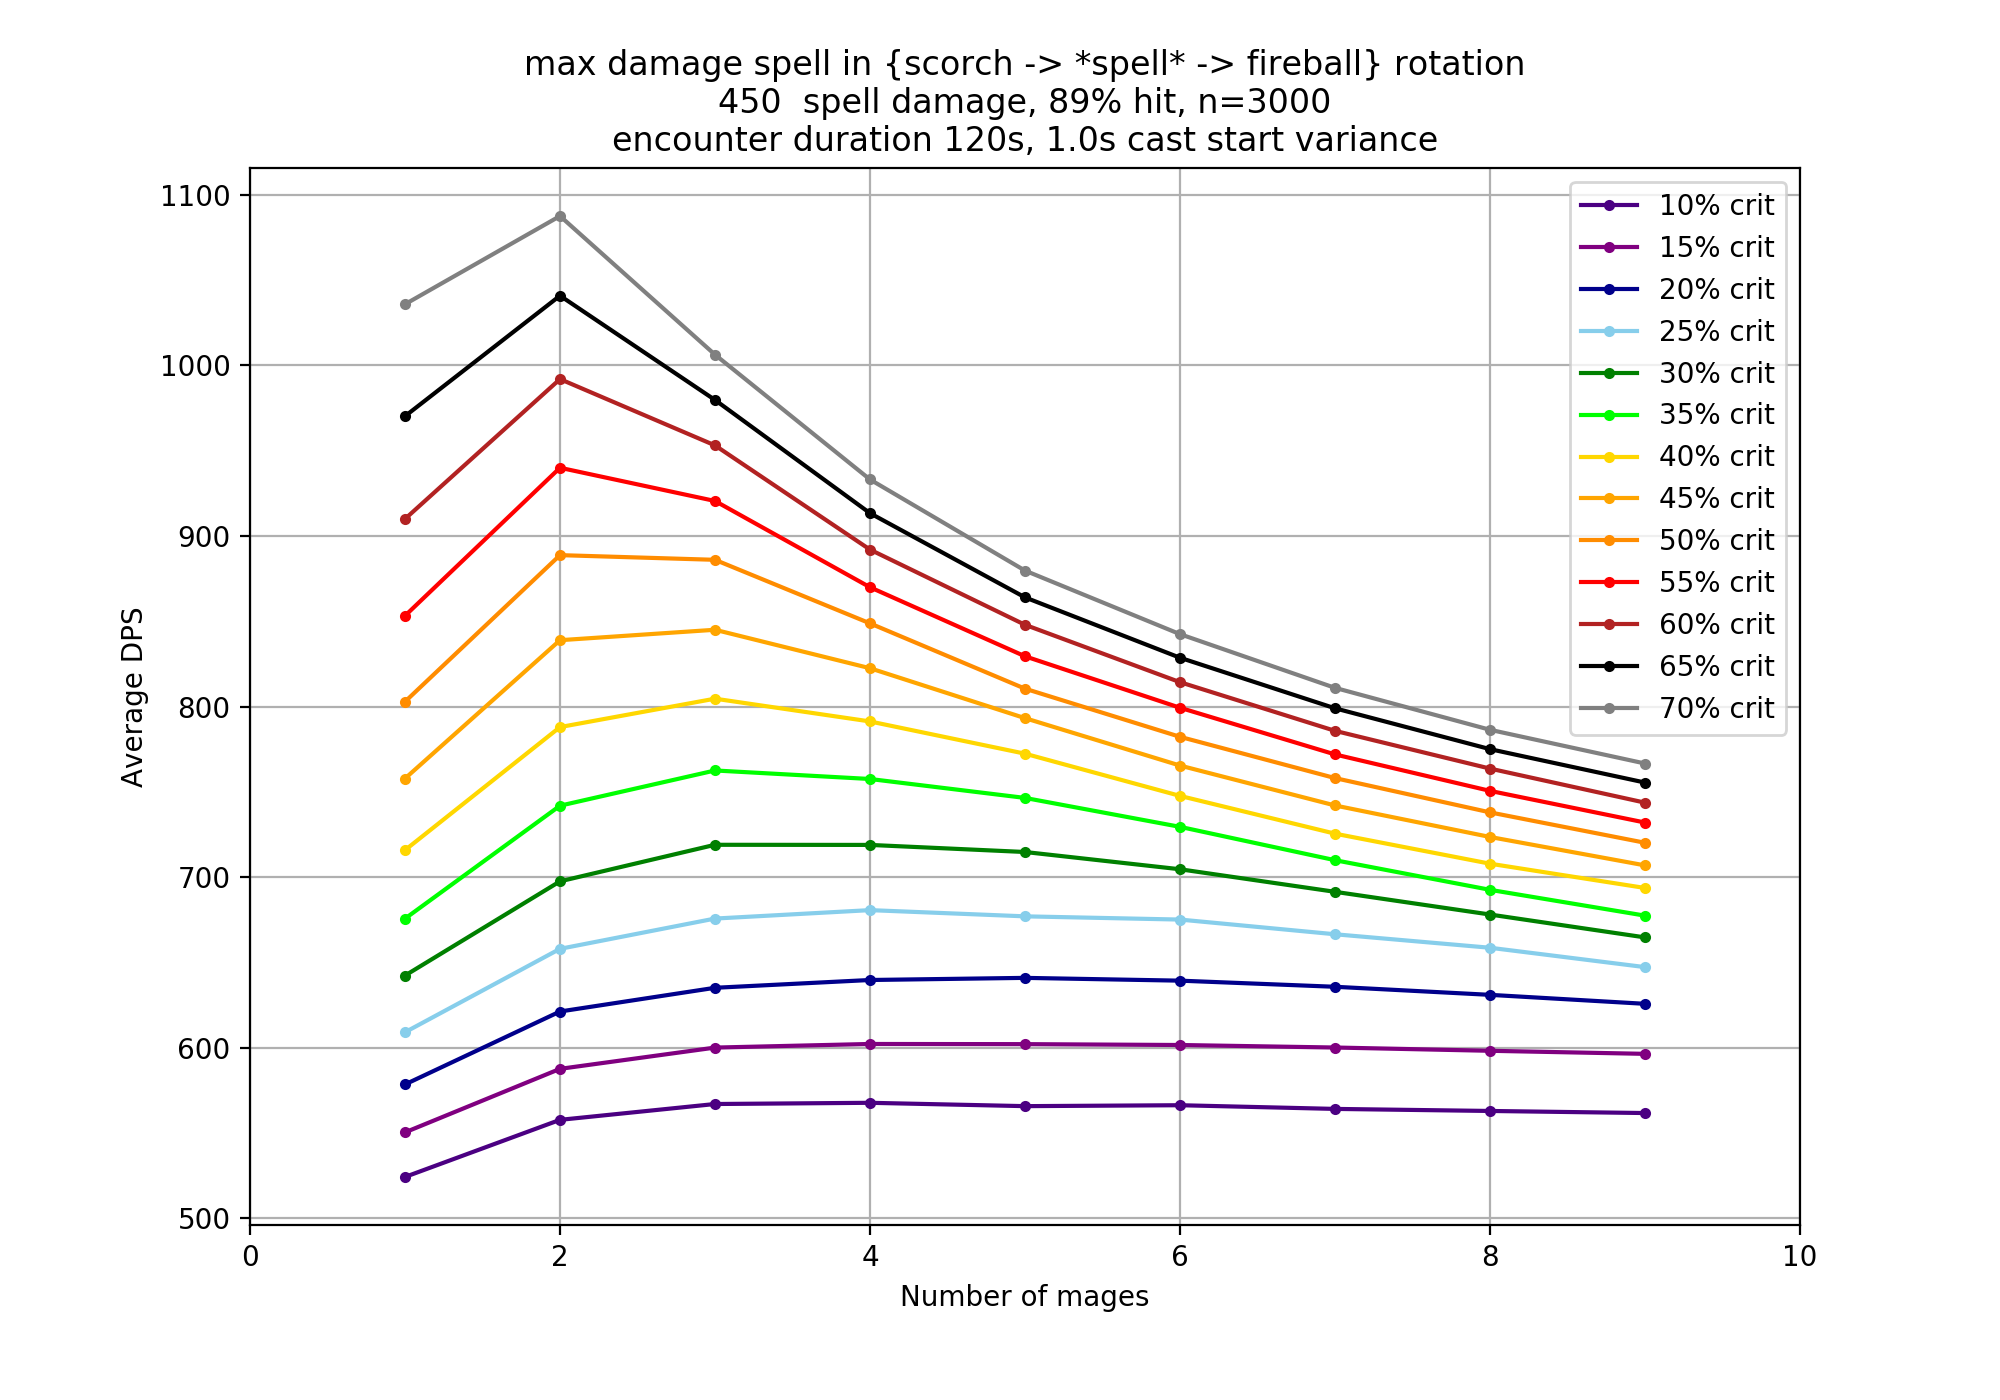 max damage spell in {scorch -> *spell* -> fireball} rotation
450  spell damage, 89% hit, n=3000
encounter duration 120s, 1.0s cast start variance
1100
1000
900
800
700
600
500
Average DPS
0
2
4
6
8
10
Number of mages
10% crit
15% crit
20% crit
25% crit
30% crit
35% crit
40% crit
45% crit
50% crit
55% crit
60% crit
65% crit
70% crit